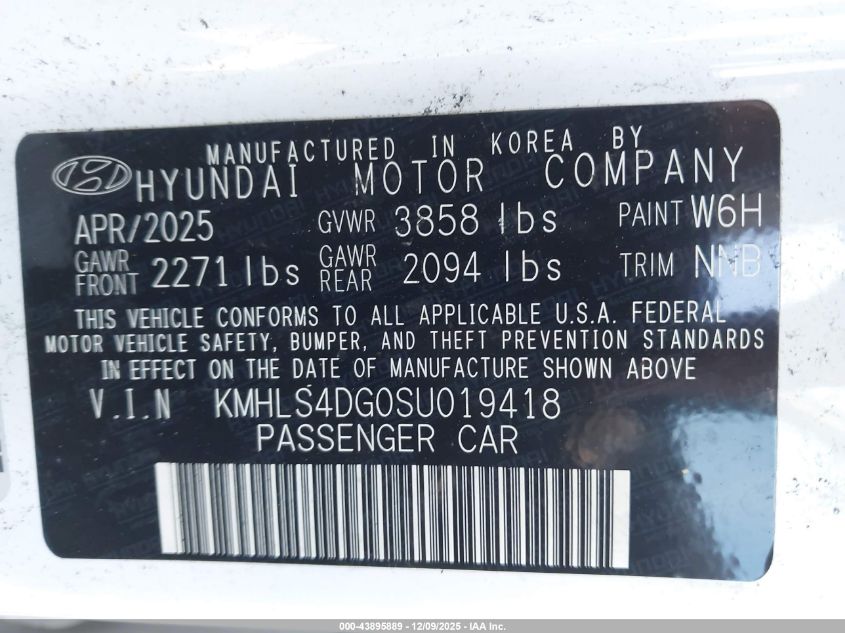 MANUFACTURED IN KOREA BY
HYUNDAI MOTOR COMPANY
APR/2025 GVWR 3858 lbs PAINT W6H
GAWR FRONT 2271 lbs GAWR REAR 2094 lbs TRIM NNB
THIS VEHICLE CONFORMS TO ALL APPLICABLE U.S.A. FEDERAL
MOTOR VEHICLE SAFETY, BUMPER, AND THEFT PREVENTION STANDARDS
IN EFFECT ON THE DATE OF MANUFACTURE SHOWN ABOVE
V.I.N KMHLS4DG0SU019418
PASSENGER CAR
000-43895889 - 12/09/2025 - IAA Inc.